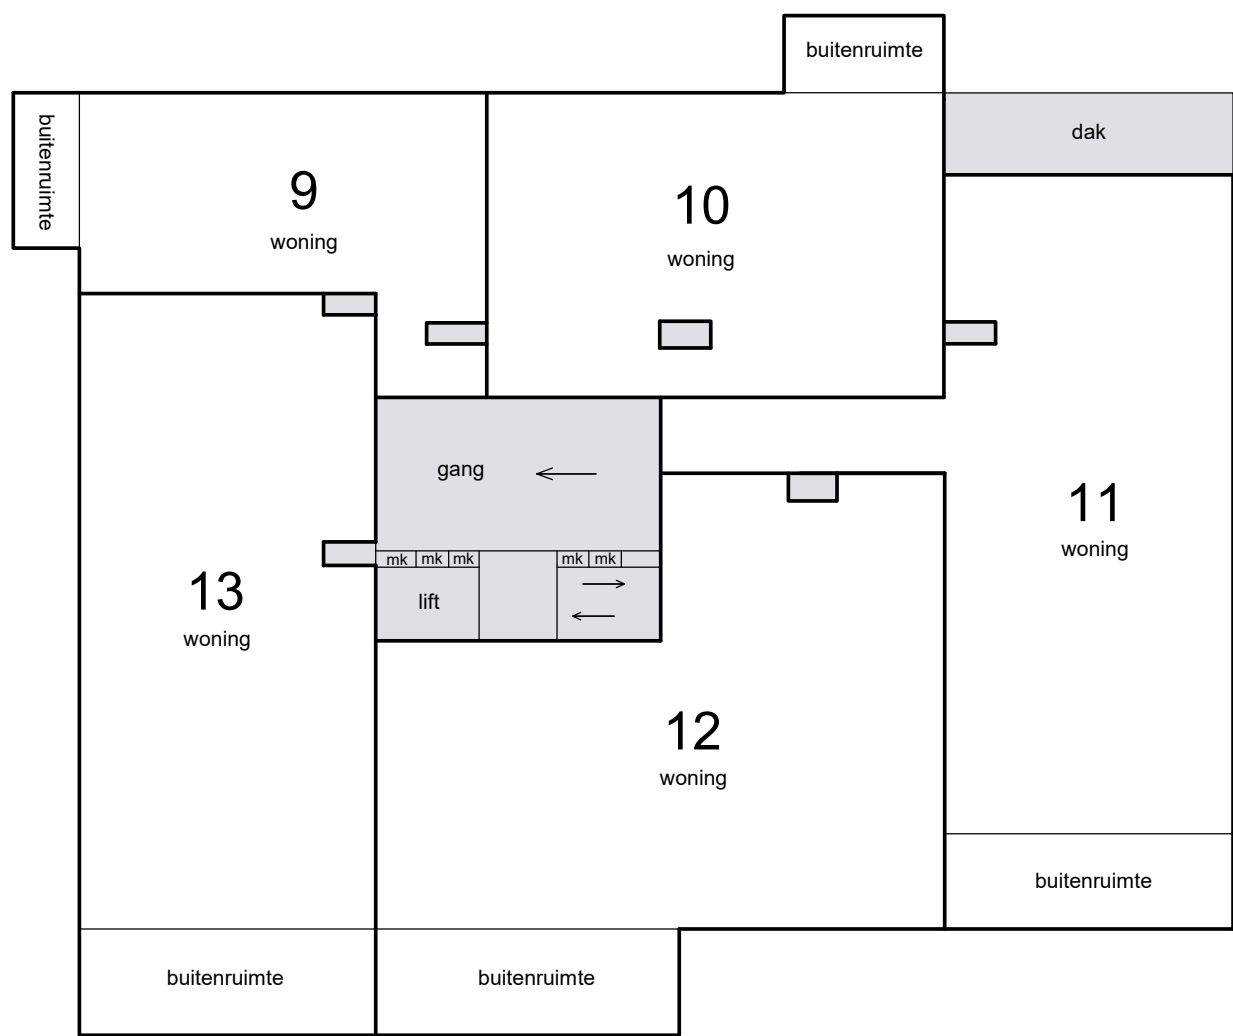 buitenruimte
dak
buitenruimte
9
woning
10
woning
gang
11
woning
mk mk mk mk mk
lift
13
woning
12
woning
buitenruimte
buitenruimte
buitenruimte